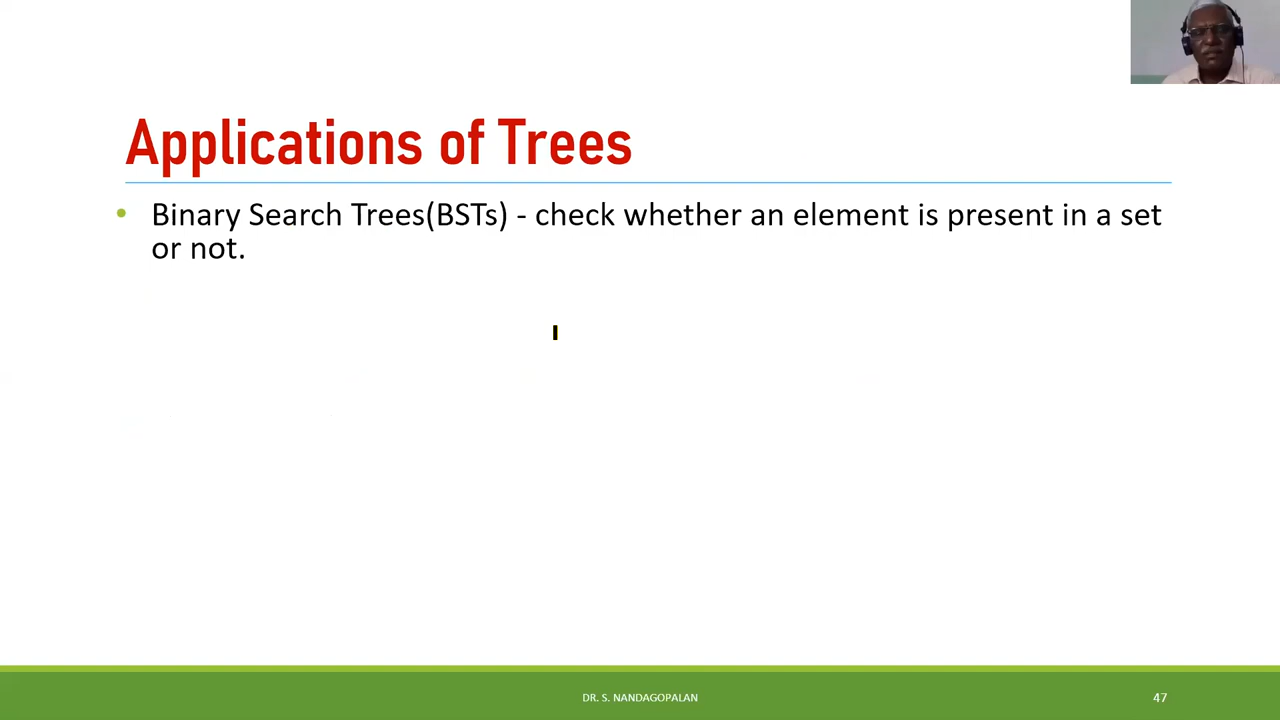 Applications of Trees
• Binary Search Trees(BSTs) - check whether an element is present in a set
or not.
DR. S. NANDAGOPALAN
47